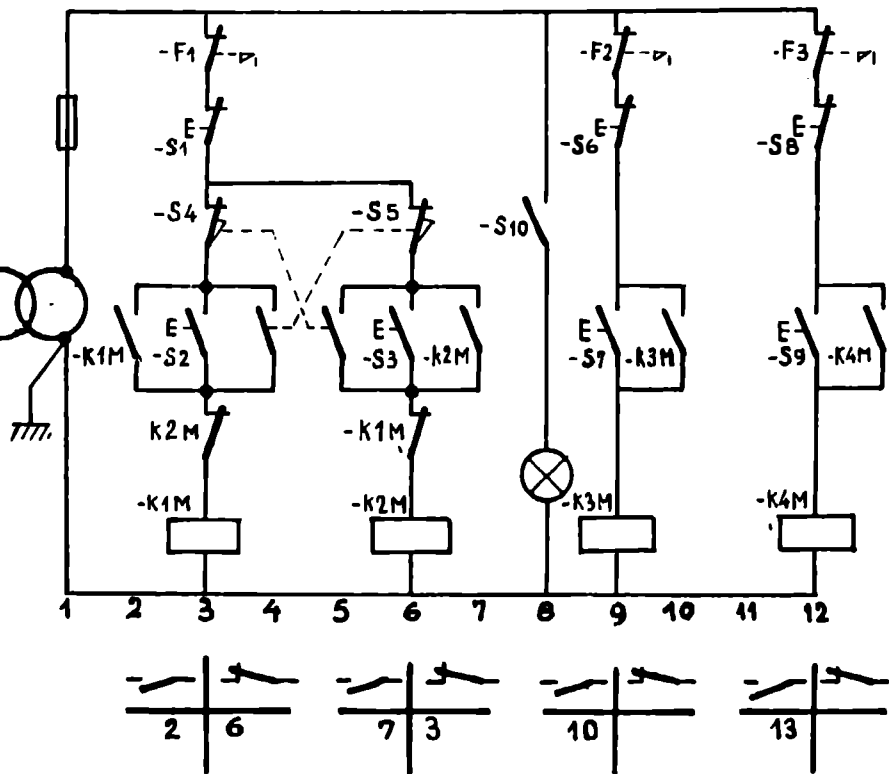 -F1 -F2 -F3
E E E
-S1 -S6 -S8
-S4 -S5 -S10
E E E E
-K1M -S2 -S3 -K2M -S7 -K3M -S9 -K4M
K2M -K1M
-K1M -K2M -K3M -K4M
1 2 3 4 5 6 7 8 9 10 11 12
2 6 7 3 10 13